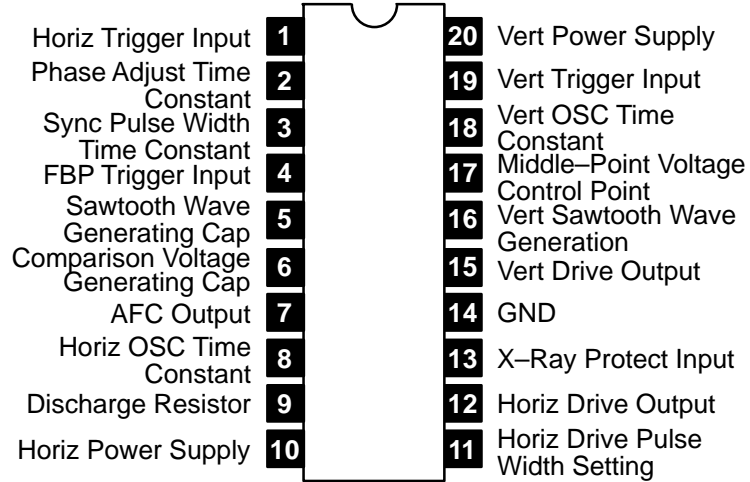 Horiz Trigger Input 1
Phase Adjust Time
Constant 2
Sync Pulse Width
Time Constant 3
FBP Trigger Input 4
Sawtooth Wave
Generating Cap 5
Comparison Voltage
Generating Cap 6
AFC Output 7
Horiz OSC Time
Constant 8
Discharge Resistor 9
Horiz Power Supply 10
20 Vert Power Supply
19 Vert Trigger Input
18 Vert OSC Time
Constant
17 Middle–Point Voltage
Control Point
16 Vert Sawtooth Wave
Generation
15 Vert Drive Output
14 GND
13 X–Ray Protect Input
12 Horiz Drive Output
11 Horiz Drive Pulse
Width Setting